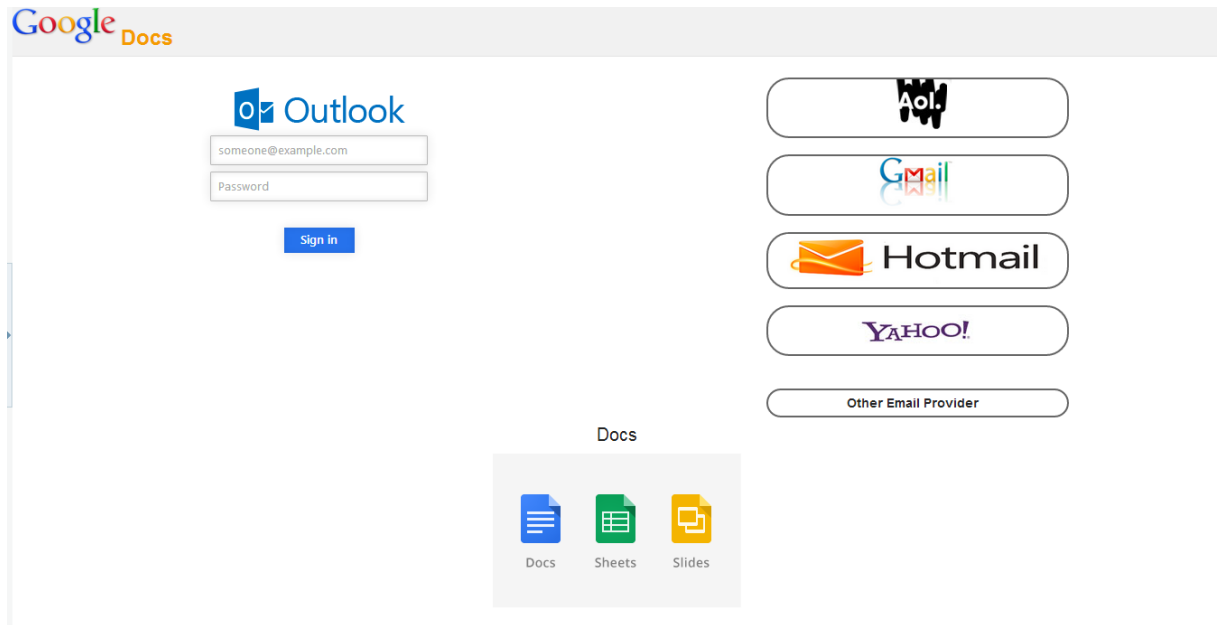 Google Docs
Outlook
someone@example.com
Password
Sign in
Aol.
Gmail
Hotmail
YAHOO!
Other Email Provider
Docs
Docs Sheets Slides